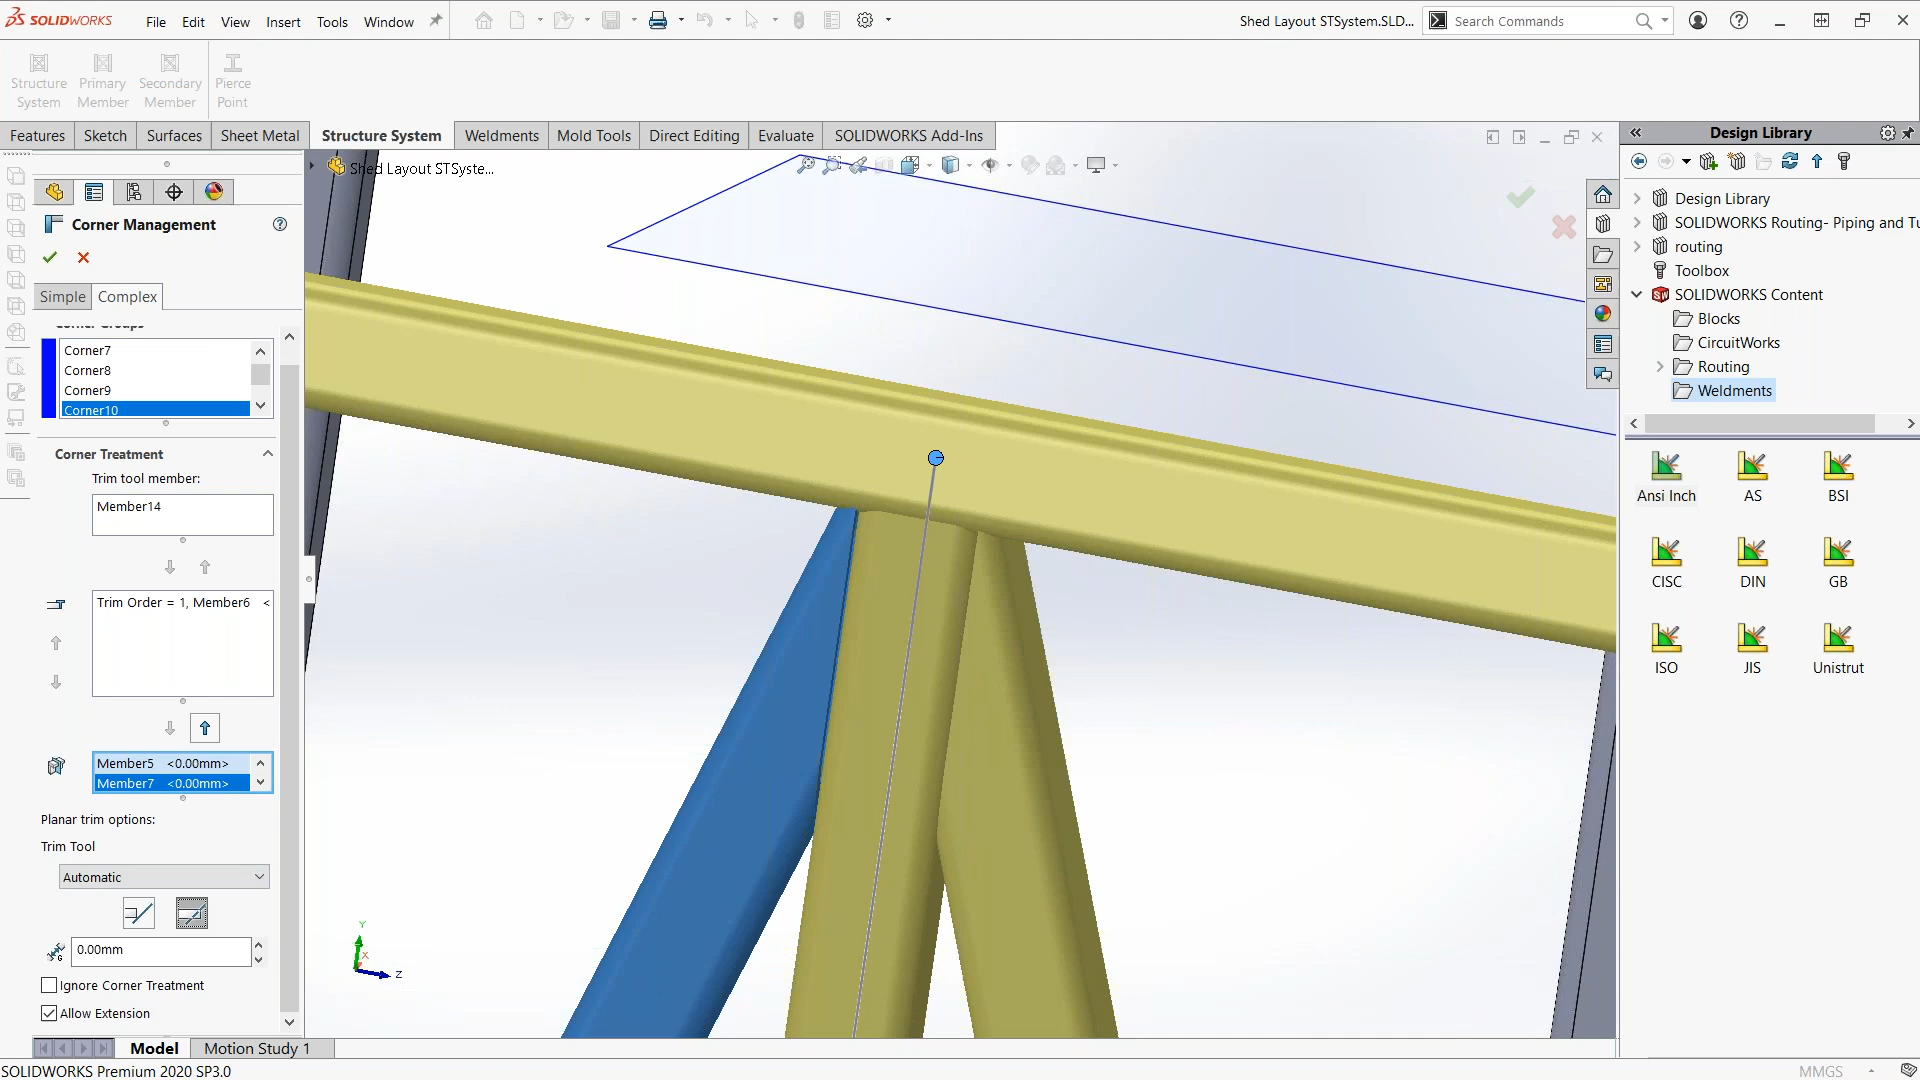 SOLIDWORKS File Edit View Insert Tools Window Shed Layout STSystem.SLD... Search Commands
Structure System
Primary Member
Secondary Member
Pierce Point
Features Sketch Surfaces Sheet Metal Structure System Weldments Mold Tools Direct Editing Evaluate SOLIDWORKS Add-Ins
Shed Layout STSyste...
Corner Management
Simple Complex
Corner Groups
Corner7
Corner8
Corner9
Corner10
Corner Treatment
Trim tool member:
Member14
Trim Order = 1, Member6 <
Member5 <0.00mm>
Member7 <0.00mm>
Planar trim options:
Trim Tool
Automatic
0.00mm
Ignore Corner Treatment
Allow Extension
Y
X
Z
Model Motion Study 1
SOLIDWORKS Premium 2020 SP3.0
MMGS
Design Library
Design Library
SOLIDWORKS Routing- Piping and Tu
routing
Toolbox
SOLIDWORKS Content
Blocks
CircuitWorks
Routing
Weldments
Ansi Inch AS BSI
CISC DIN GB
ISO JIS Unistrut